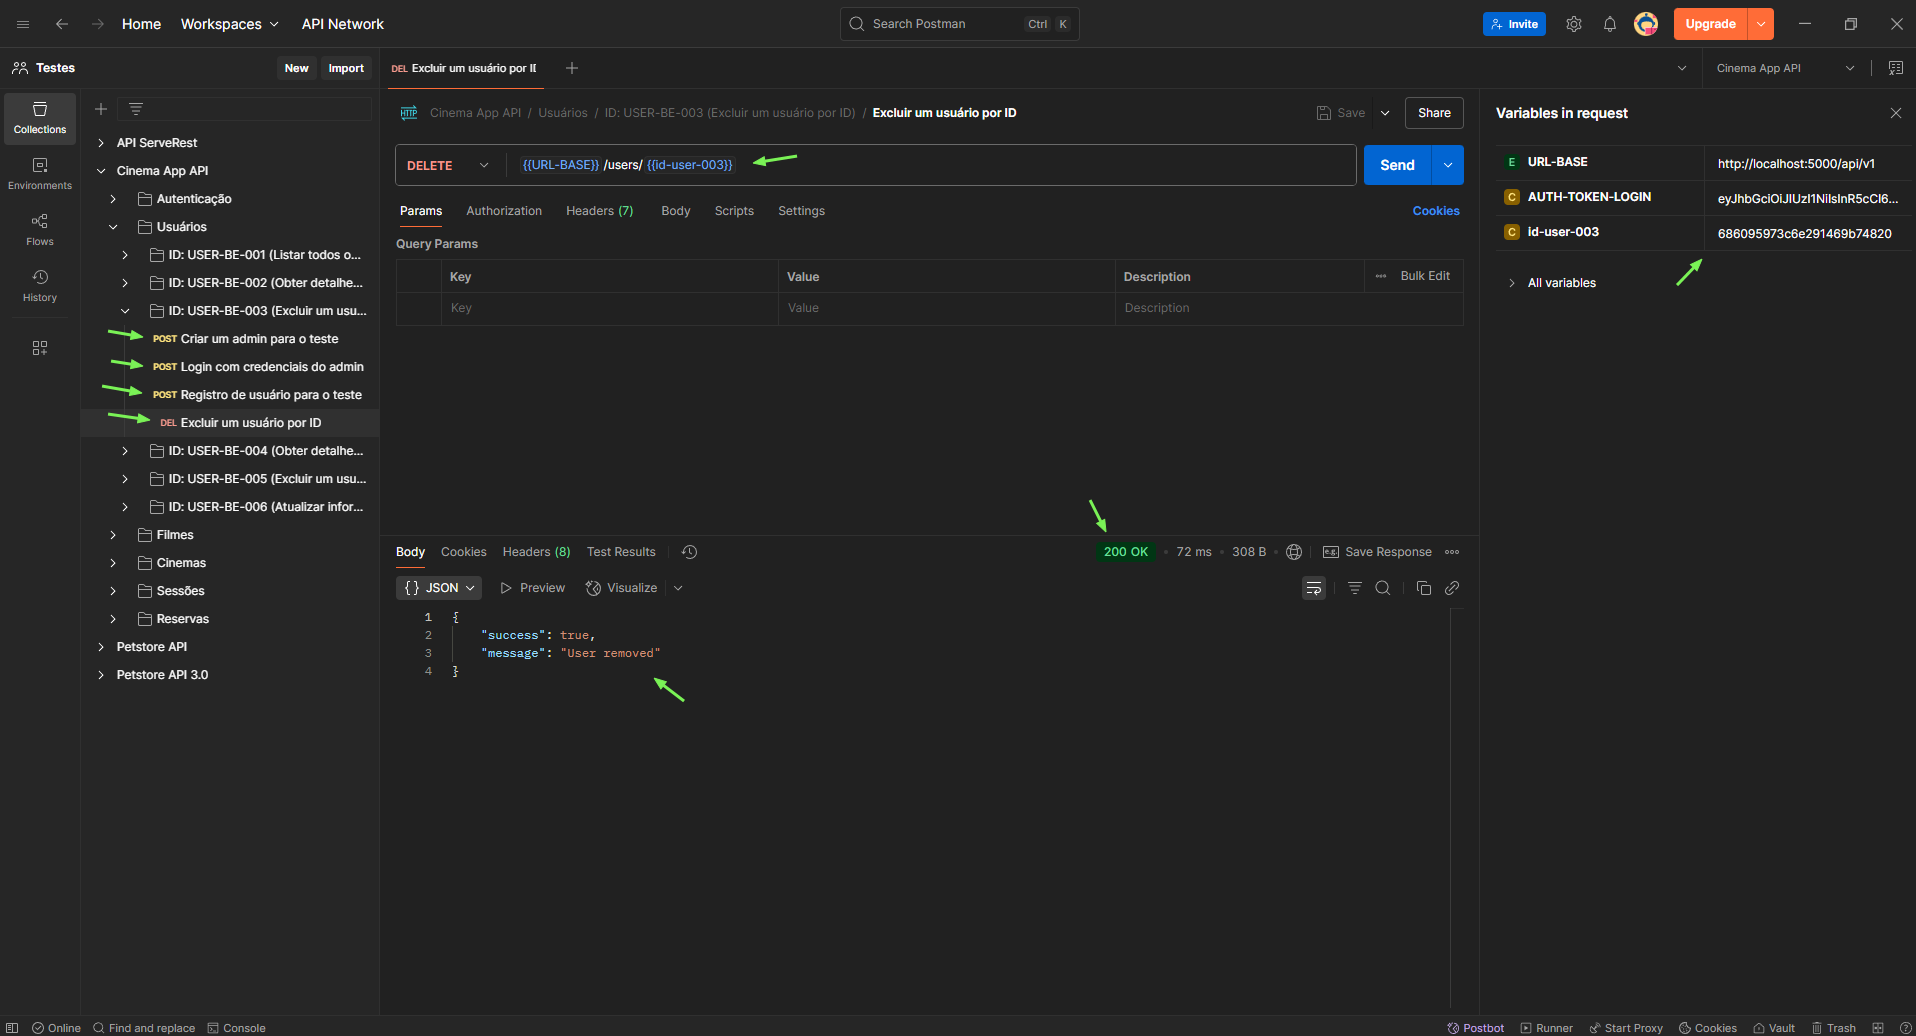 Home Workspaces API Network
Search Postman Ctrl K
Invite Upgrade
Testes New Import
DEL Excluir um usuário por ID
Cinema App API
Collections
Environments
Flows
History
API ServeRest
Cinema App API
Autenticação
Usuários
ID: USER-BE-001 (Listar todos o...
ID: USER-BE-002 (Obter detalhe...
ID: USER-BE-003 (Excluir um usu...
POST Criar um admin para o teste
POST Login com credenciais do admin
POST Registro de usuário para o teste
DEL Excluir um usuário por ID
ID: USER-BE-004 (Obter detalhe...
ID: USER-BE-005 (Excluir um usu...
ID: USER-BE-006 (Atualizar infor...
Filmes
Cinemas
Sessões
Reservas
Petstore API
Petstore API 3.0
HTTP Cinema App API / Usuários / ID: USER-BE-003 (Excluir um usuário por ID) / Excluir um usuário por ID
Save Share
DELETE {{URL-BASE}} /users/ {{id-user-003}}
Send
Params Authorization Headers (7) Body Scripts Settings
Cookies
Query Params
Key Value Description Bulk Edit
Key Value Description
Body Cookies Headers (8) Test Results
200 OK • 72 ms • 308 B • e.g. Save Response
{} JSON Preview Visualize
1 {
2 "success": true,
3 "message": "User removed"
4 }
Variables in request
E URL-BASE http://localhost:5000/api/v1
C AUTH-TOKEN-LOGIN eyJhbGciOiJIUzI1NiIsInR5cCI6...
C id-user-003 686095973c6e291469b74820
All variables
Online Find and replace Console
Postbot Runner Start Proxy Cookies Vault Trash